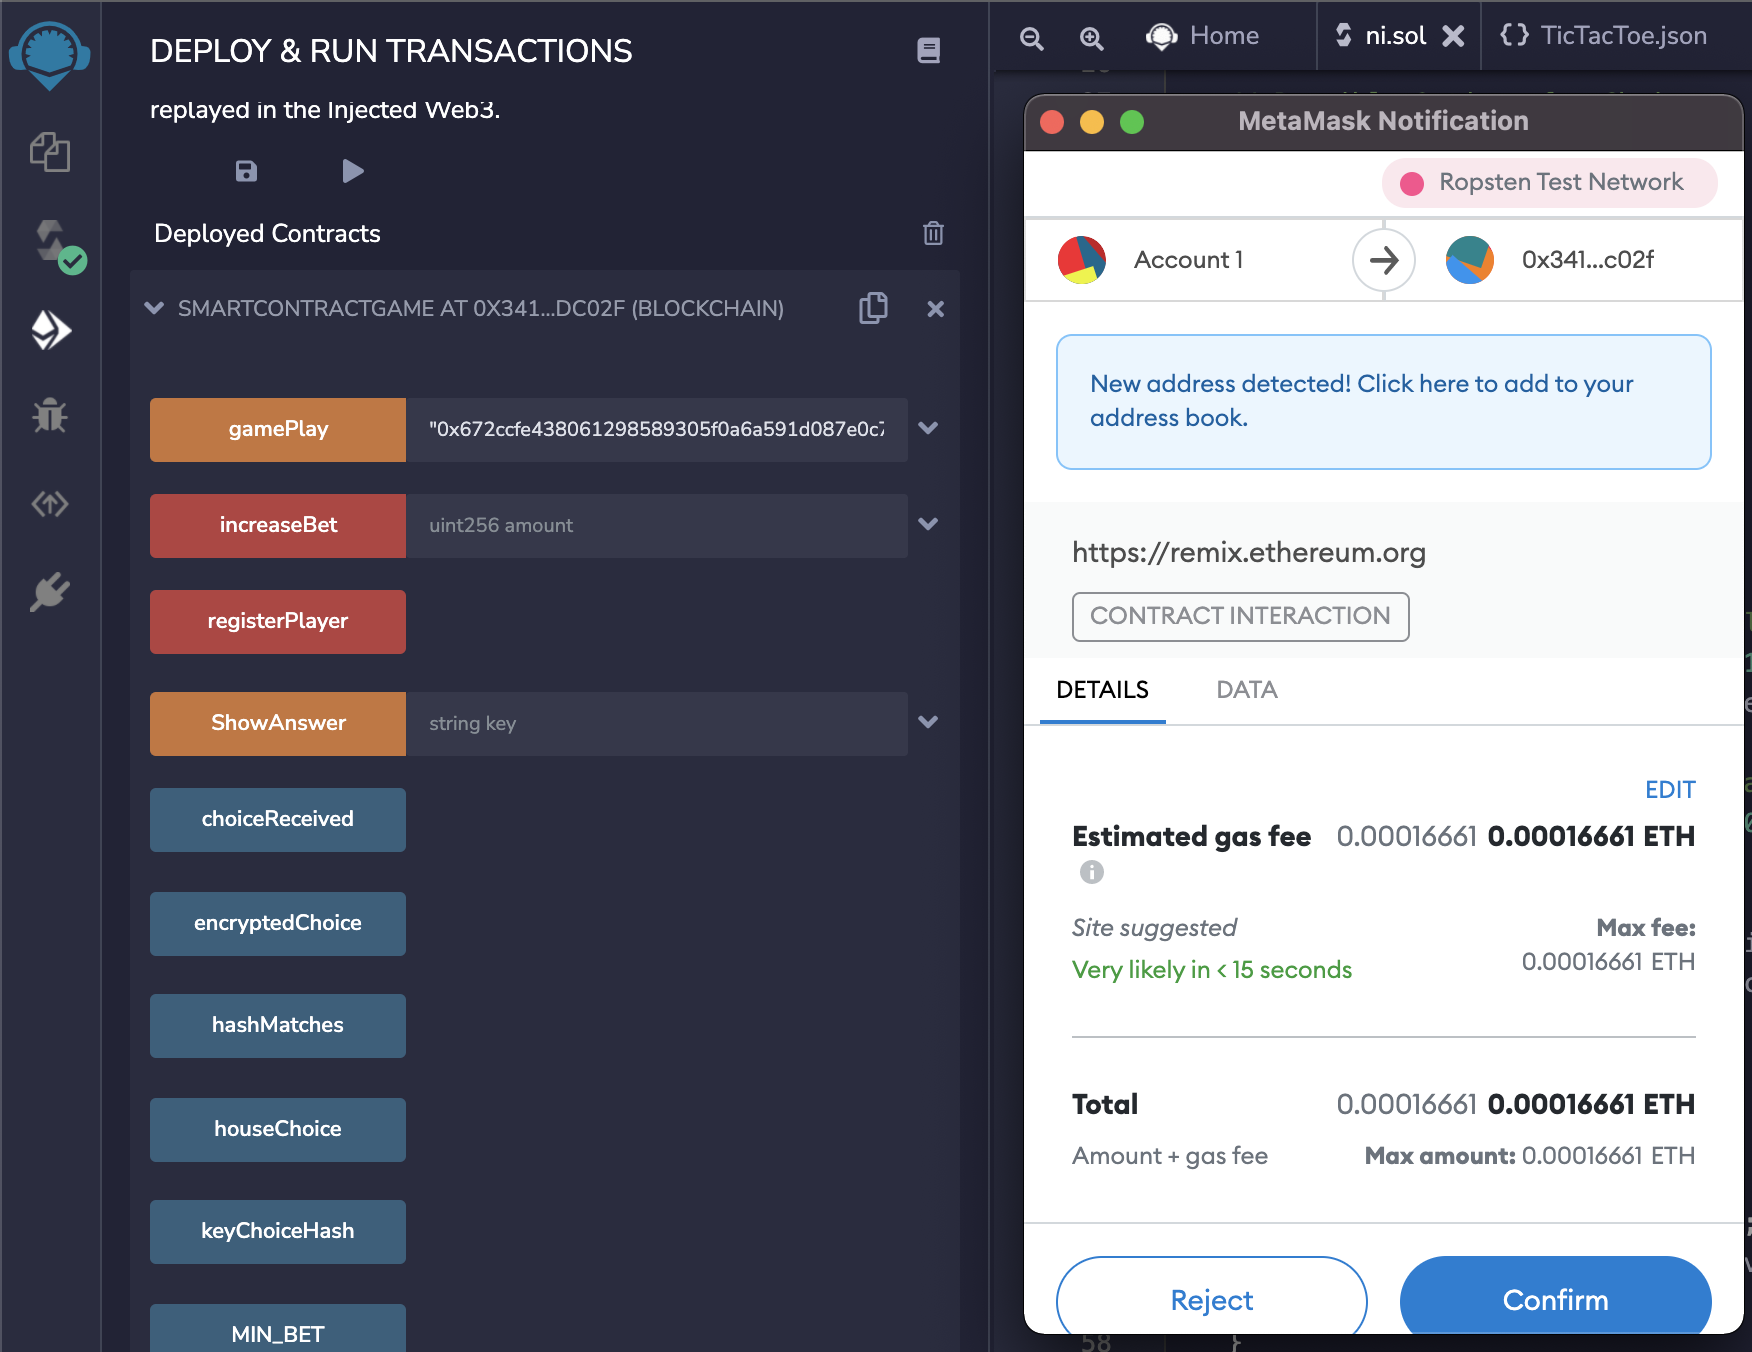 DEPLOY & RUN TRANSACTIONS
replayed in the Injected Web3.
Deployed Contracts
SMARTCONTRACTGAME AT 0X341...DC02F (BLOCKCHAIN)
gamePlay
"0x672ccfe438061298589305f0a6a591d087e0c7
increaseBet
uint256 amount
registerPlayer
ShowAnswer
string key
choiceReceived
encryptedChoice
hashMatches
houseChoice
keyChoiceHash
MIN_BET
Home
ni.sol
{} TicTacToe.json
MetaMask Notification
Ropsten Test Network
Account 1
0x341...c02f
New address detected! Click here to add to your
address book.
https://remix.ethereum.org
CONTRACT INTERACTION
DETAILS
DATA
EDIT
Estimated gas fee 0.00016661 0.00016661 ETH
Site suggested
Max fee:
Very likely in < 15 seconds
0.00016661 ETH
Total 0.00016661 0.00016661 ETH
Amount + gas fee Max amount: 0.00016661 ETH
Reject
Confirm
58 }